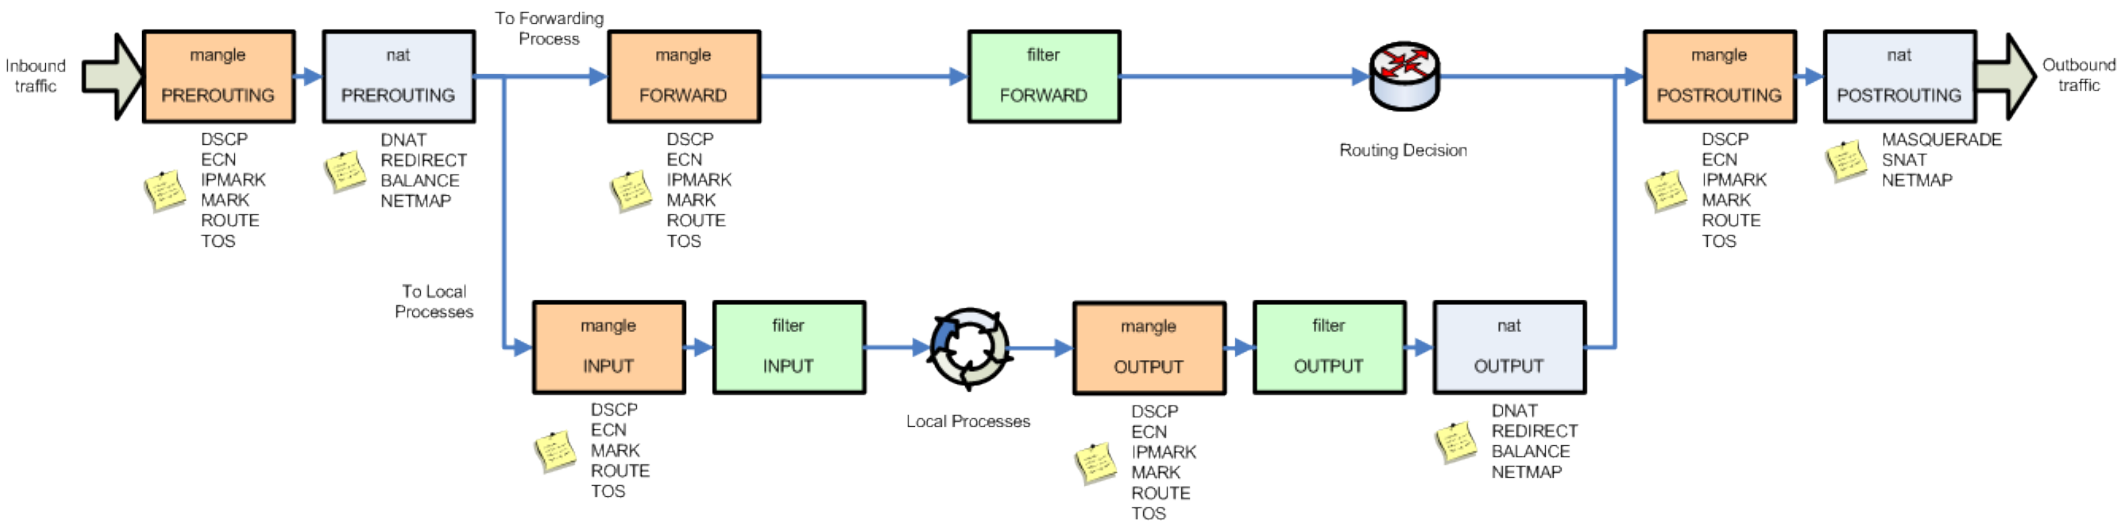 Inbound
traffic
mangle
PREROUTING
DSCP
ECN
IPMARK
MARK
ROUTE
TOS
nat
PREROUTING
DNAT
REDIRECT
BALANCE
NETMAP
To Forwarding
Process
mangle
FORWARD
DSCP
ECN
IPMARK
MARK
ROUTE
TOS
filter
FORWARD
Routing Decision
mangle
POSTROUTING
DSCP
ECN
IPMARK
MARK
ROUTE
TOS
nat
POSTROUTING
MASQUERADE
SNAT
NETMAP
Outbound
traffic
To Local
Processes
mangle
INPUT
DSCP
ECN
MARK
ROUTE
TOS
filter
INPUT
Local Processes
mangle
OUTPUT
DSCP
ECN
IPMARK
MARK
ROUTE
TOS
filter
OUTPUT
nat
OUTPUT
DNAT
REDIRECT
BALANCE
NETMAP